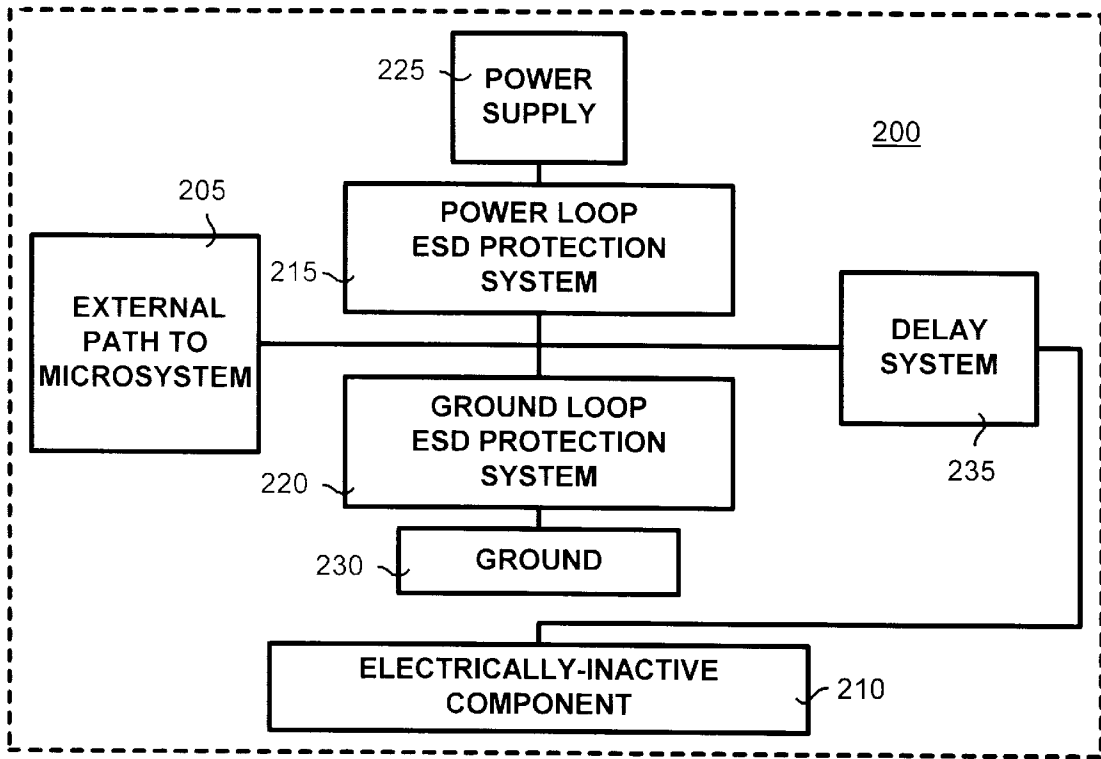 225
POWER
SUPPLY
200
205
POWER LOOP
ESD PROTECTION
SYSTEM
215
EXTERNAL
PATH TO
MICROSYSTEM
DELAY
SYSTEM
235
GROUND LOOP
ESD PROTECTION
SYSTEM
220
GROUND
230
ELECTRICALLY-INACTIVE
COMPONENT
210